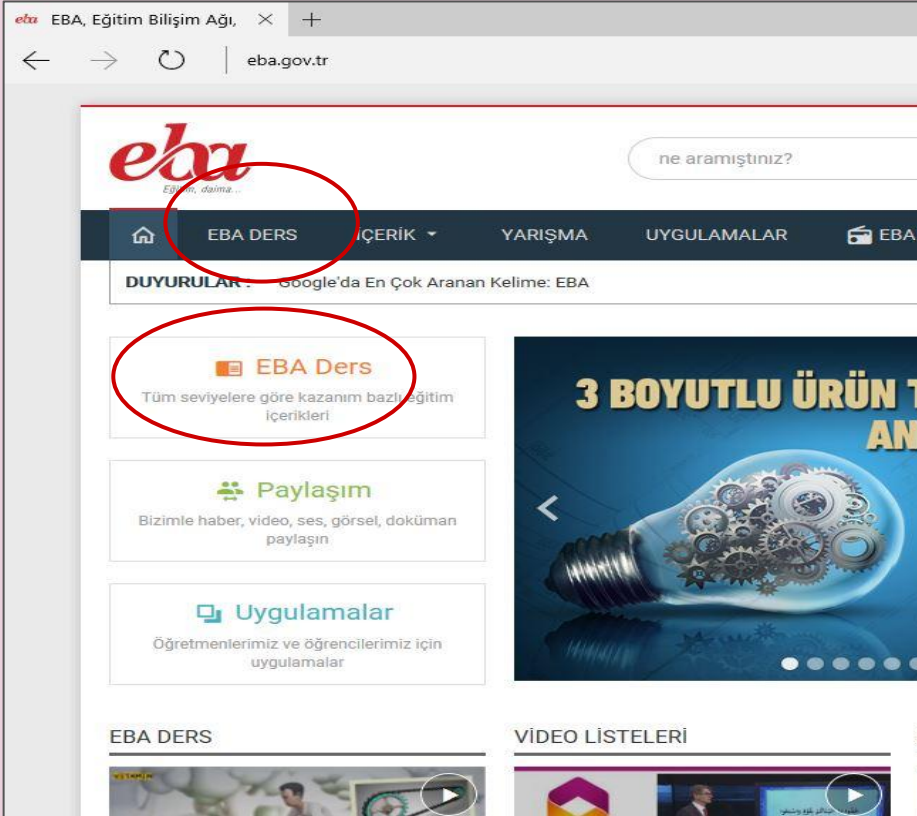 eba EBA, Eğitim Bilişim Ağı,
eba.gov.tr
eba
Eğitim, daima...
ne aramıştınız?
EBA DERS İÇERİK YARIŞMA UYGULAMALAR EBA
DUYURULAR : Google'da En Çok Aranan Kelime: EBA
EBA Ders
Tüm seviyelere göre kazanım bazlı eğitim
içerikleri
3 BOYUTLU ÜRÜN T
AN
Paylaşım
Bizimle haber, video, ses, görsel, doküman
paylaşın
Uygulamalar
Öğretmenlerimiz ve öğrencilerimiz için
uygulamalar
EBA DERS
VİDEO LİSTELERİ
VİTAMİN